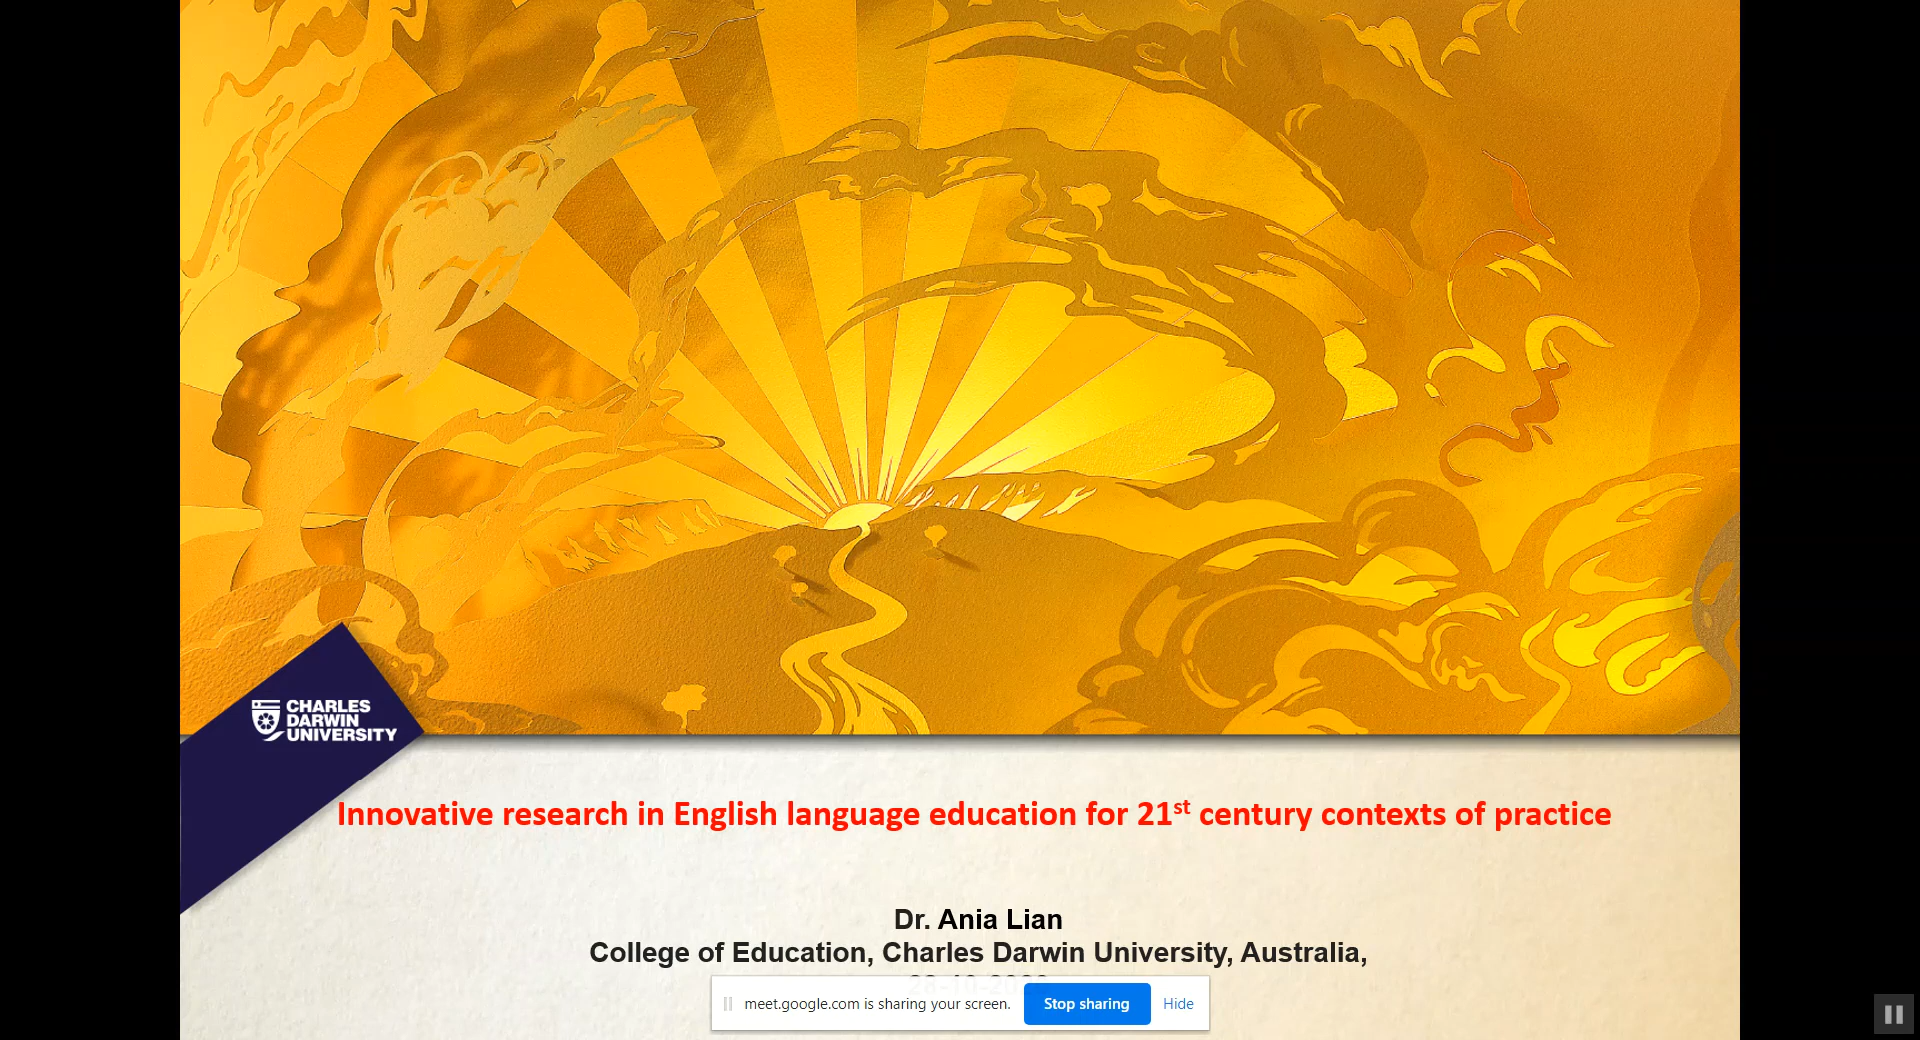 CHARLES
DARWIN
UNIVERSITY
Innovative research in English language education for 21st century contexts of practice
Dr. Ania Lian
College of Education, Charles Darwin University, Australia,
meet.google.com is sharing your screen.
Stop sharing
Hide